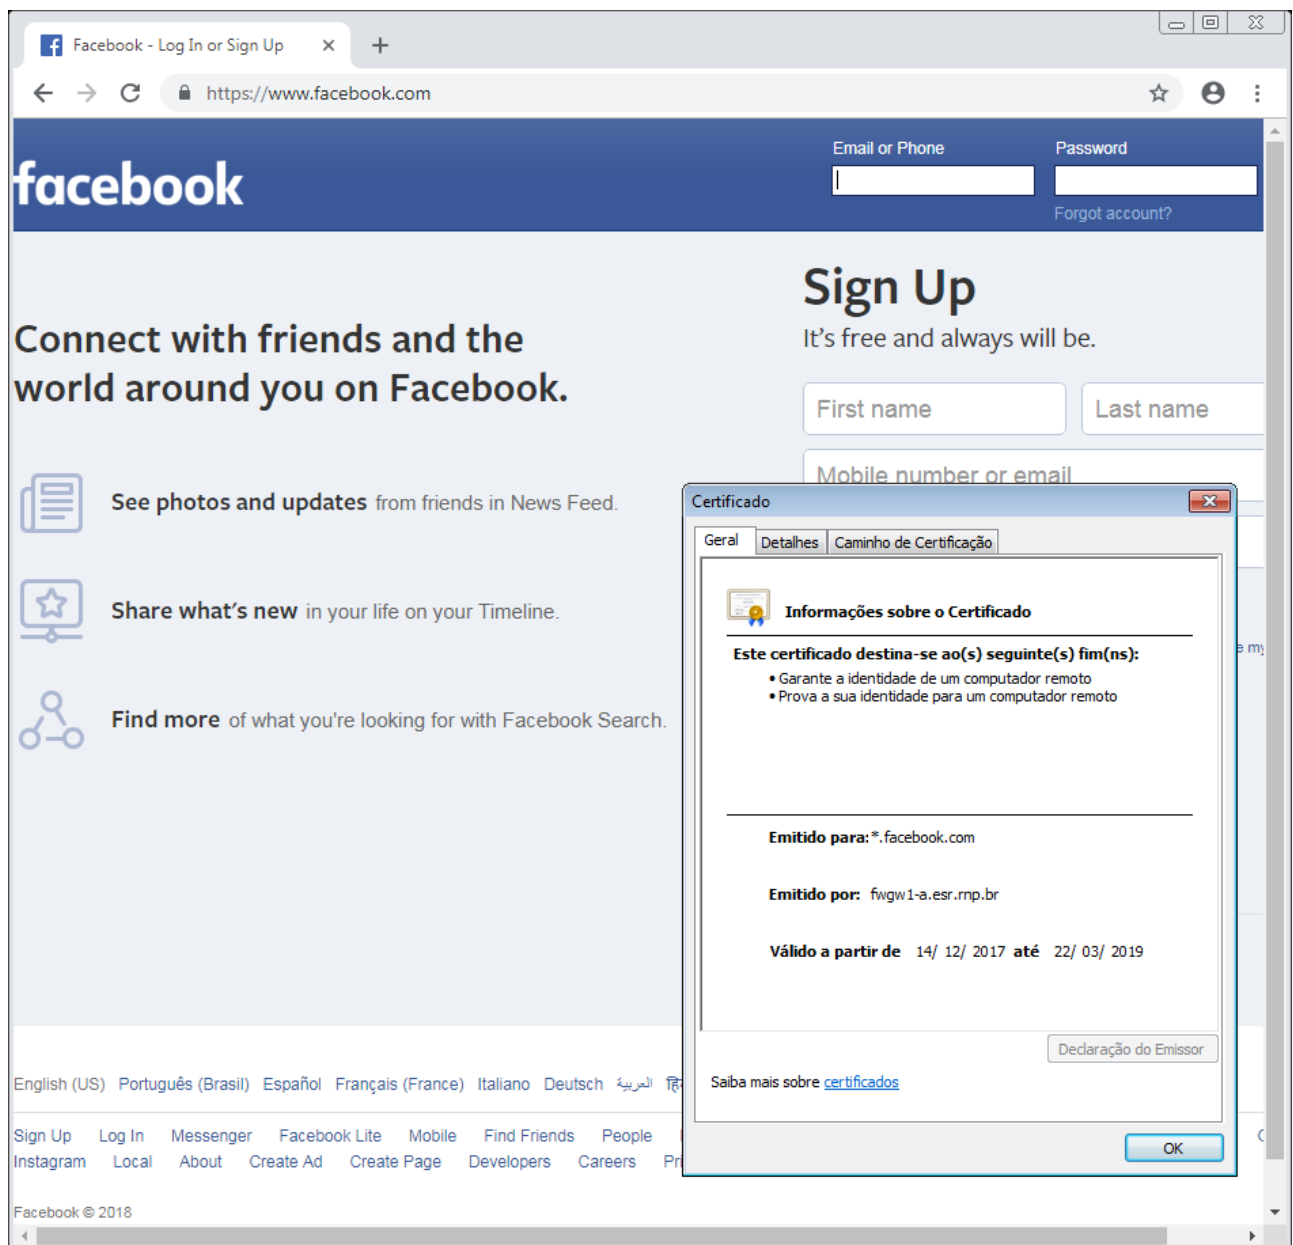 Facebook - Log In or Sign Up
https://www.facebook.com
facebook
Email or Phone
Password
Forgot account?
Connect with friends and the
world around you on Facebook.
See photos and updates from friends in News Feed.
Share what's new in your life on your Timeline.
Find more of what you're looking for with Facebook Search.
Sign Up
It's free and always will be.
First name
Last name
Mobile number or email
Certificado
Geral Detalhes Caminho de Certificação
Informações sobre o Certificado
Este certificado destina-se ao(s) seguinte(s) fim(ns):
• Garante a identidade de um computador remoto
• Prova a sua identidade para um computador remoto
Emitido para: *.facebook.com
Emitido por: fwgw1-a.esr.rnp.br
Válido a partir de 14/ 12/ 2017 até 22/ 03/ 2019
Declaração do Emissor
Saiba mais sobre certificados
OK
English (US) Português (Brasil) Español Français (France) Italiano Deutsch العربية
Sign Up Log In Messenger Facebook Lite Mobile Find Friends People
Instagram Local About Create Ad Create Page Developers Careers
Facebook © 2018